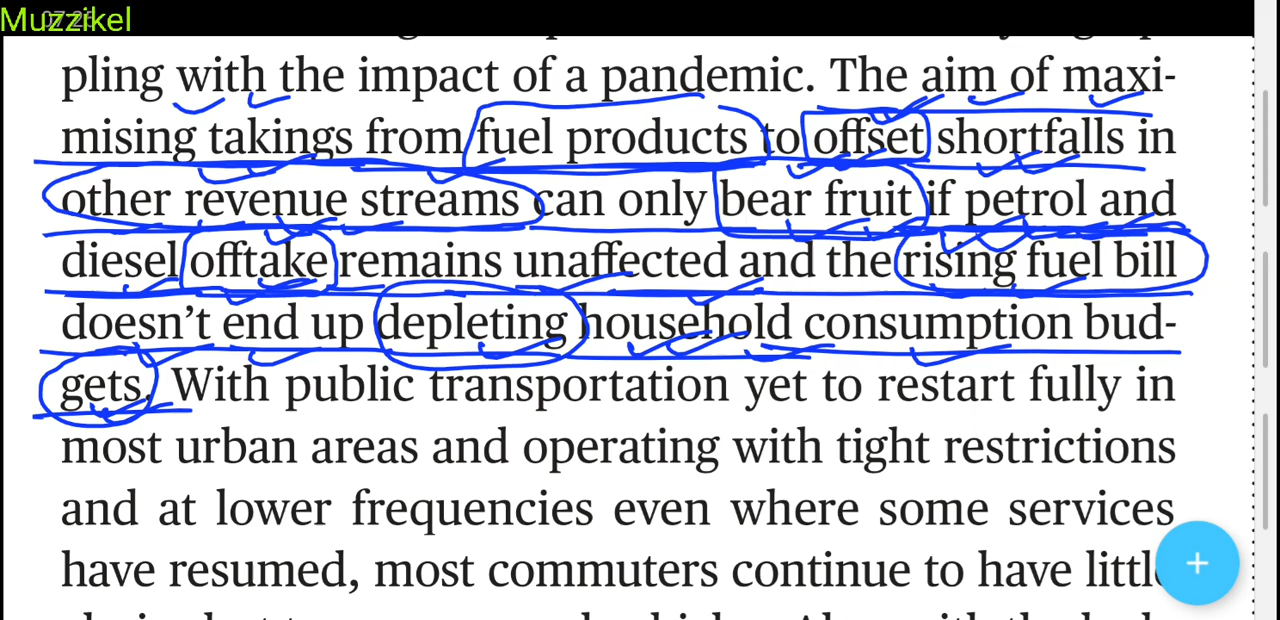 Muzzikel
pling with the impact of a pandemic. The aim of maxi-
mising takings from fuel products to offset shortfalls in
other revenue streams can only bear fruit if petrol and
diesel offtake remains unaffected and the rising fuel bill
doesn't end up depleting household consumption bud-
gets. With public transportation yet to restart fully in
most urban areas and operating with tight restrictions
and at lower frequencies even where some services
have resumed, most commuters continue to have little